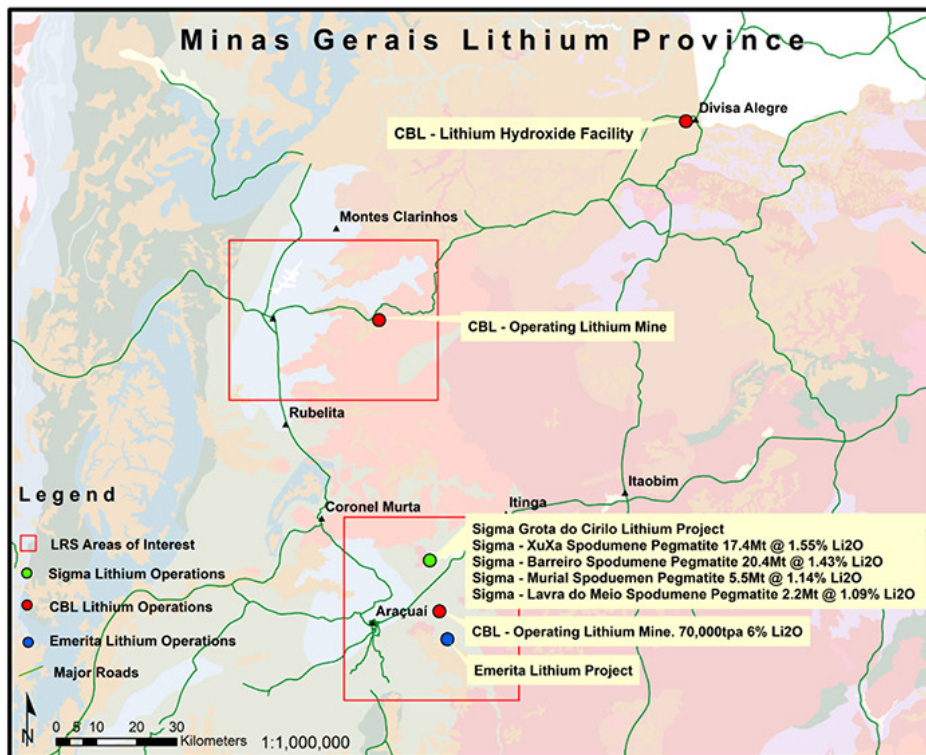 Minas Gerais Lithium Province
Divisa Alegre
CBL - Lithium Hydroxide Facility
Montes Clarinhos
CBL - Operating Lithium Mine
Rubelita
Itaobim
Itinga
Coronel Murta
Sigma Grota do Cirilo Lithium Project
Sigma - XuXa Spodumene Pegmatite 17.4Mt @ 1.55% Li2O
Sigma - Barreiro Spodumene Pegmatite 20.4Mt @ 1.43% Li2O
Sigma - Murial Spoduemen Pegmatite 5.5Mt @ 1.14% Li2O
Sigma - Lavra do Meio Spodumene Pegmatite 2.2Mt @ 1.09% Li2O
Araçuaí
CBL - Operating Lithium Mine. 70,000tpa 6% Li2O
Emerita Lithium Project
Legend
LRS Areas of Interest
Sigma Lithium Operations
CBL Lithium Operations
Emerita Lithium Operations
Major Roads
N
0 5 10 20 30
Kilometers
1:1,000,000